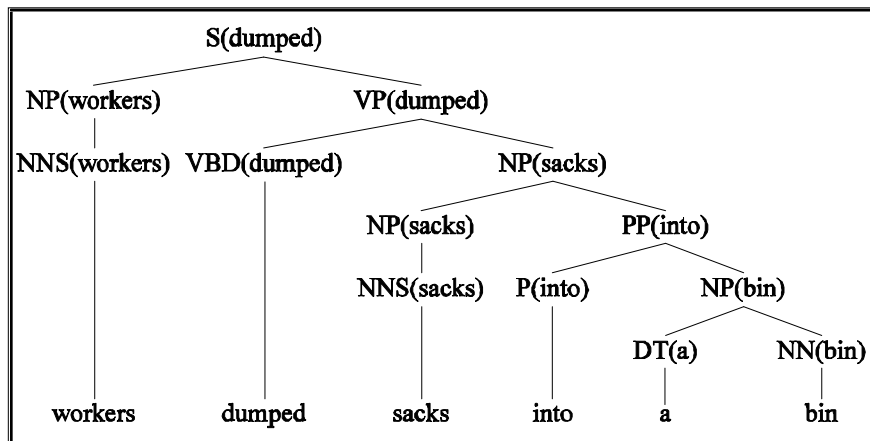 S(dumped)
NP(workers) VP(dumped)
NNS(workers) VBD(dumped) NP(sacks)
NP(sacks) PP(into)
NNS(sacks) P(into) NP(bin)
DT(a) NN(bin)
workers dumped sacks into a bin